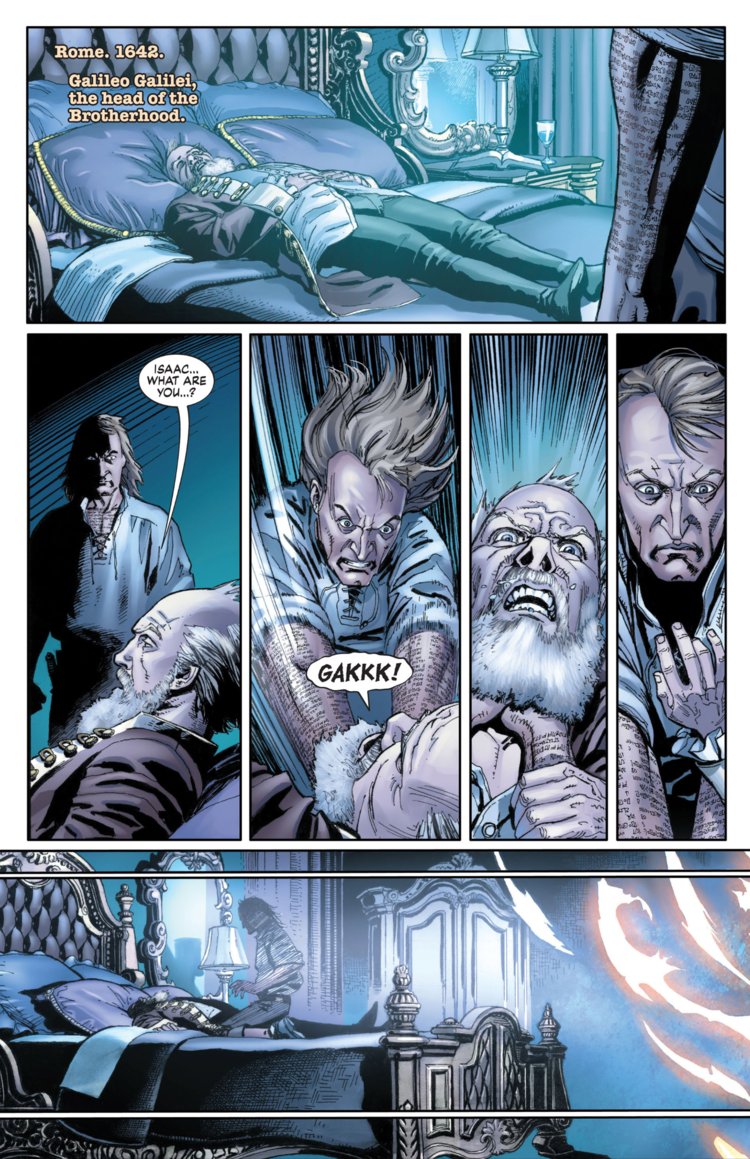 Rome. 1642.
Galileo Galilei,
the head of the
Brotherhood.
ISAAC...
WHAT ARE
YOU...?
GAKKK!